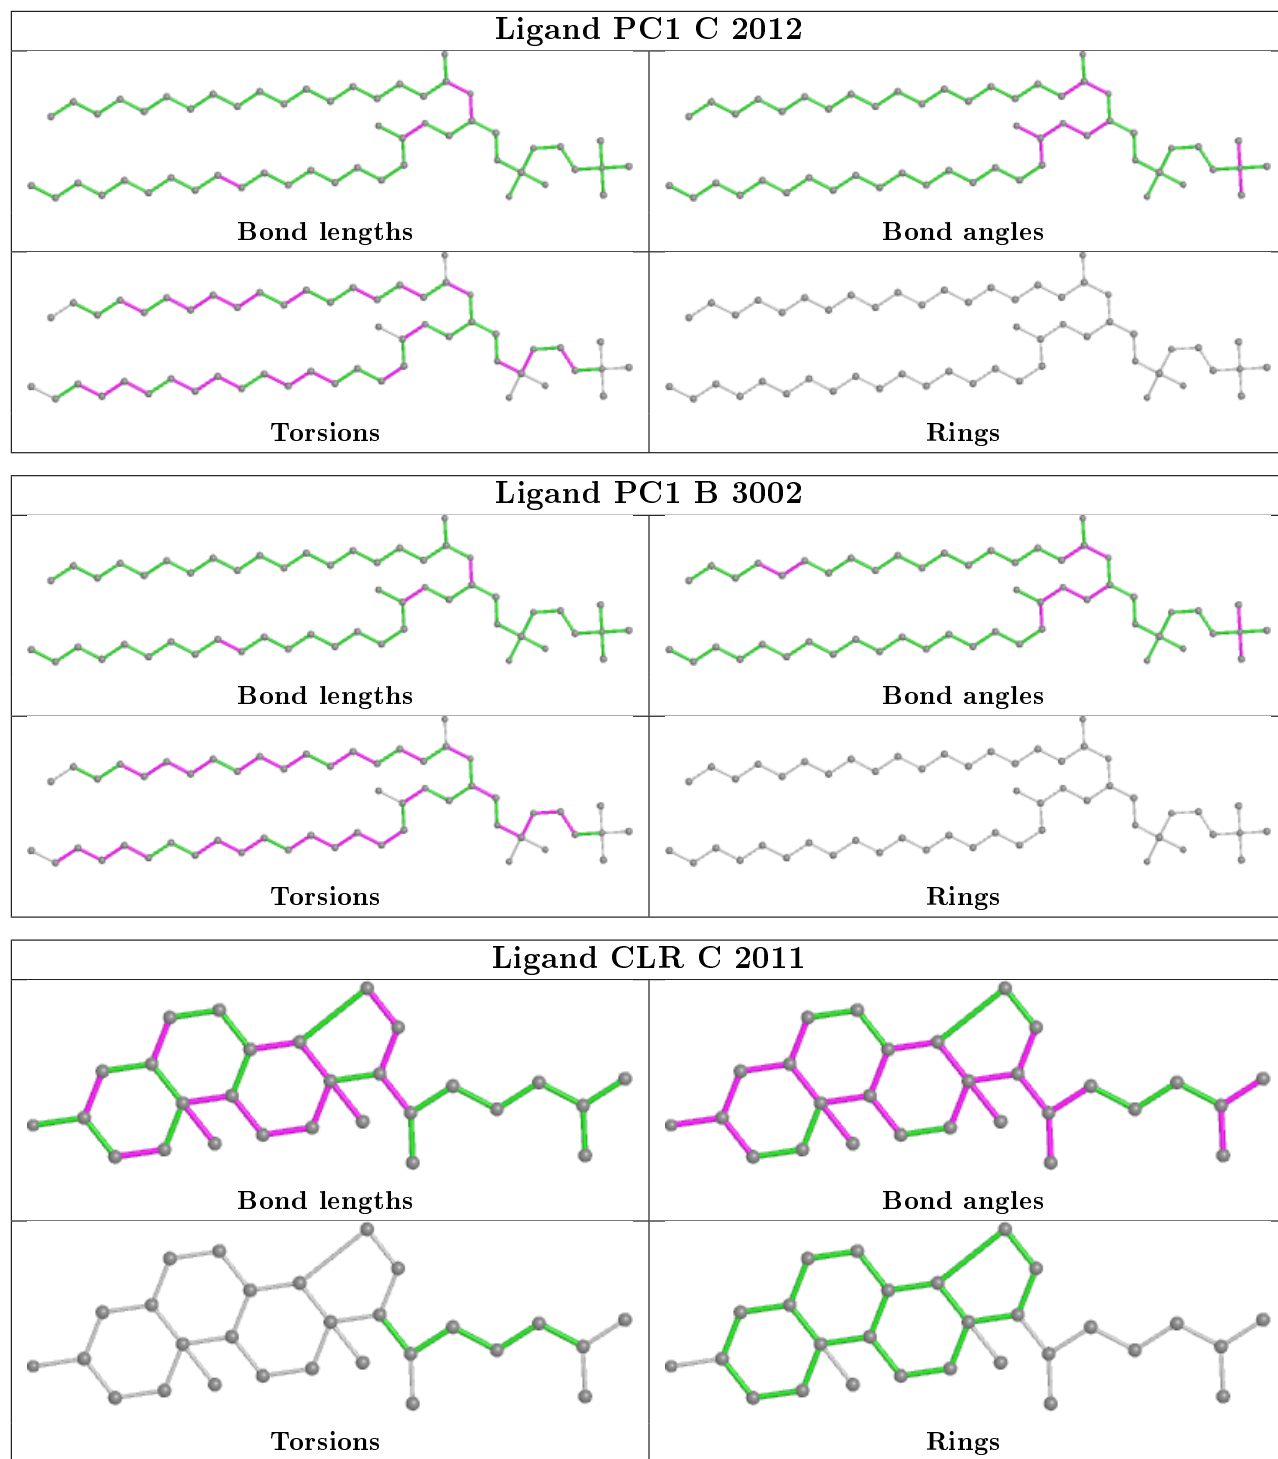 Ligand PC1 C 2012
Bond lengths
Bond angles
Torsions
Rings
Ligand PC1 B 3002
Bond lengths
Bond angles
Torsions
Rings
Ligand CLR C 2011
Bond lengths
Bond angles
Torsions
Rings